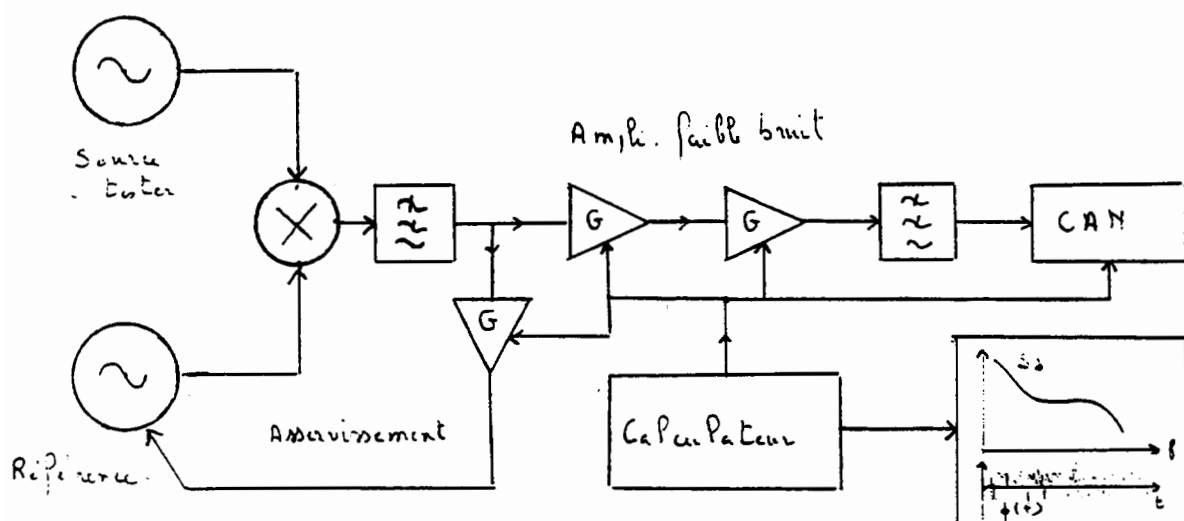 Source
tester
Ampli. faible bruit
G
G
CAN
G
Asservissement
Référence.
Calculateur
f
t
ϕ(t)